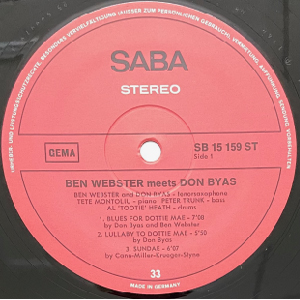 SABA
STEREO
GEMA
SB 15 159 ST
Side 1
BEN WEBSTER meets DON BYAS
BEN WEBSTER and DON BYAS - tenorsaxophone
TETE MONTOLIU - piano PETER TRUNK - bass
AL 'TOOTIE' HEATH - drums
1. BLUES FOR DOTTIE MAE - 7'08
by Don Byas and Ben Webster
2. LULLABY TO DOTTIE MAE - 5'50
by Don Byas
3. SUNDAE - 6'07
by Cons-Miller-Krueger-Styne
33
MADE IN GERMANY